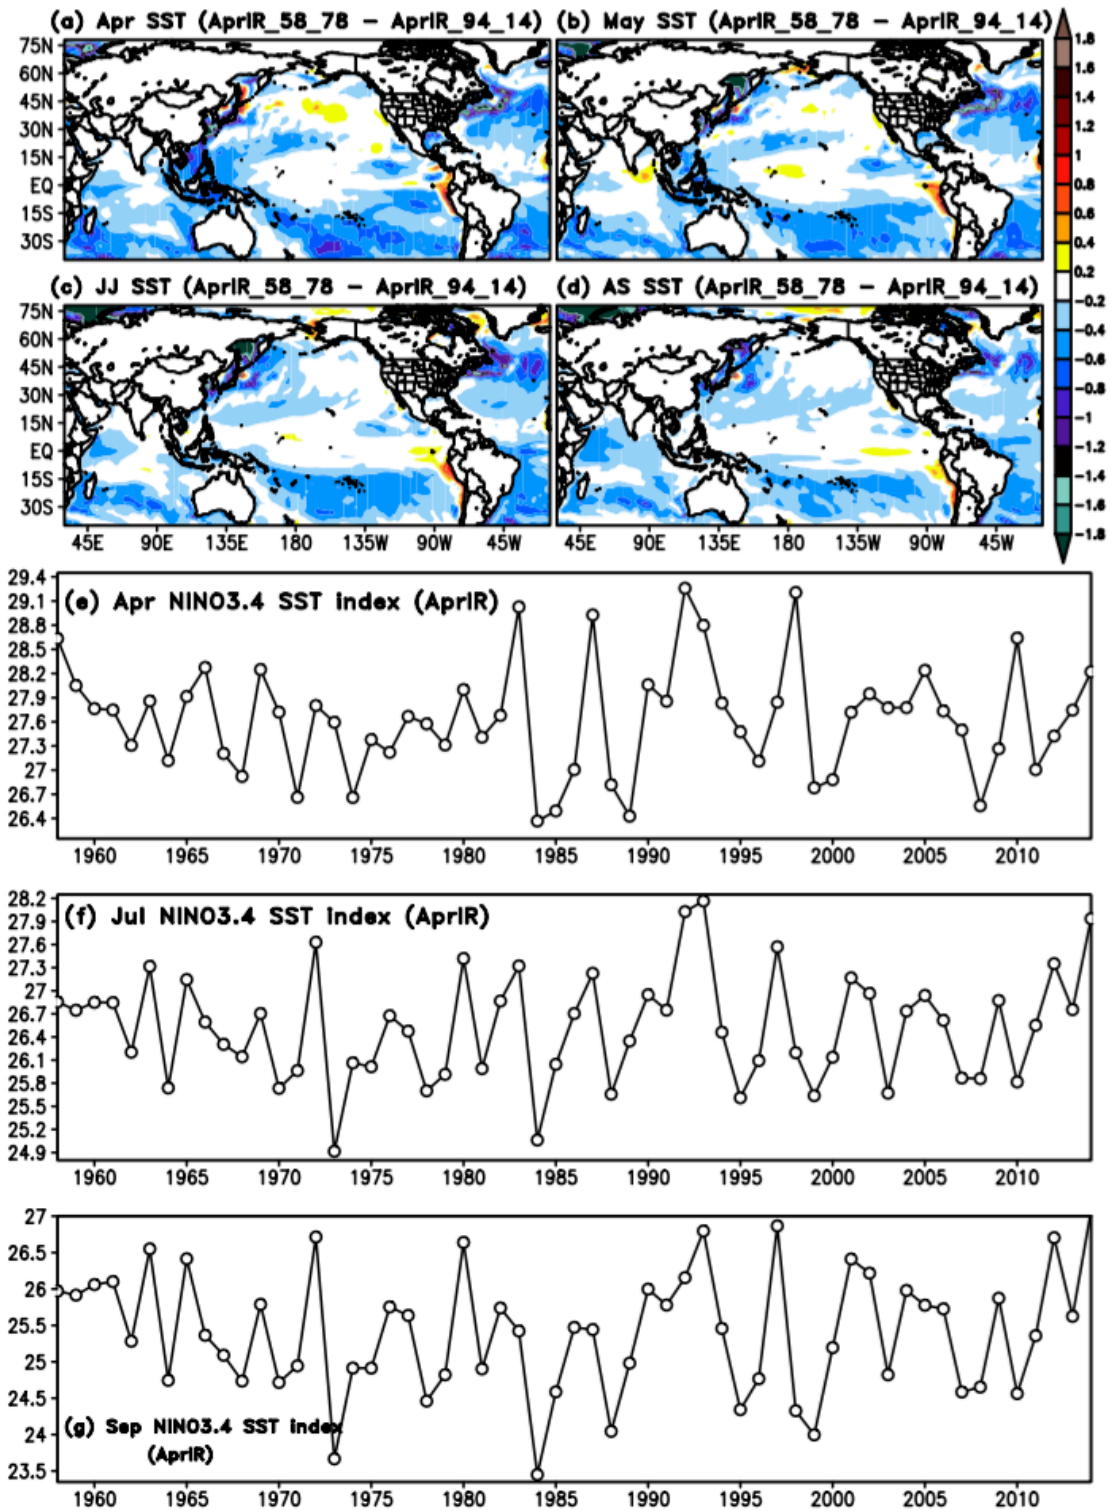 (a) Apr SST (AprIR_58_78 − AprIR_94_14)
(b) May SST (AprIR_58_78 − AprIR_94_14)
75N
60N
45N
30N
15N
EQ
15S
30S
(c) JJ SST (AprIR_58_78 − AprIR_94_14)
(d) AS SST (AprIR_58_78 − AprIR_94_14)
75N
60N
45N
30N
15N
EQ
15S
30S
45E 90E 135E 180 135W 90W 45W
45E 90E 135E 180 135W 90W 45W
1.8
1.6
1.4
1.2
1
0.8
0.6
0.4
0.2
−0.2
−0.4
−0.6
−0.8
−1
−1.2
−1.4
−1.6
−1.8
(e) Apr NINO3.4 SST index (AprIR)
29.4
29.1
28.8
28.5
28.2
27.9
27.6
27.3
27
26.7
26.4
1960 1965 1970 1975 1980 1985 1990 1995 2000 2005 2010
(f) Jul NINO3.4 SST index (AprIR)
28.2
27.9
27.6
27.3
27
26.7
26.4
26.1
25.8
25.5
25.2
24.9
1960 1965 1970 1975 1980 1985 1990 1995 2000 2005 2010
27
26.5
26
25.5
25
24.5
24
23.5
(g) Sep NINO3.4 SST index
(AprIR)
1960 1965 1970 1975 1980 1985 1990 1995 2000 2005 2010